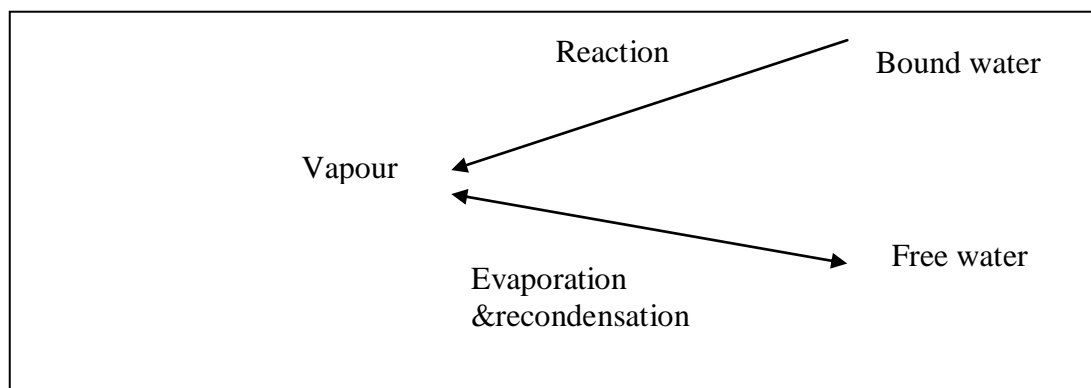 Reaction
Bound water
Vapour
Free water
Evaporation
&recondensation